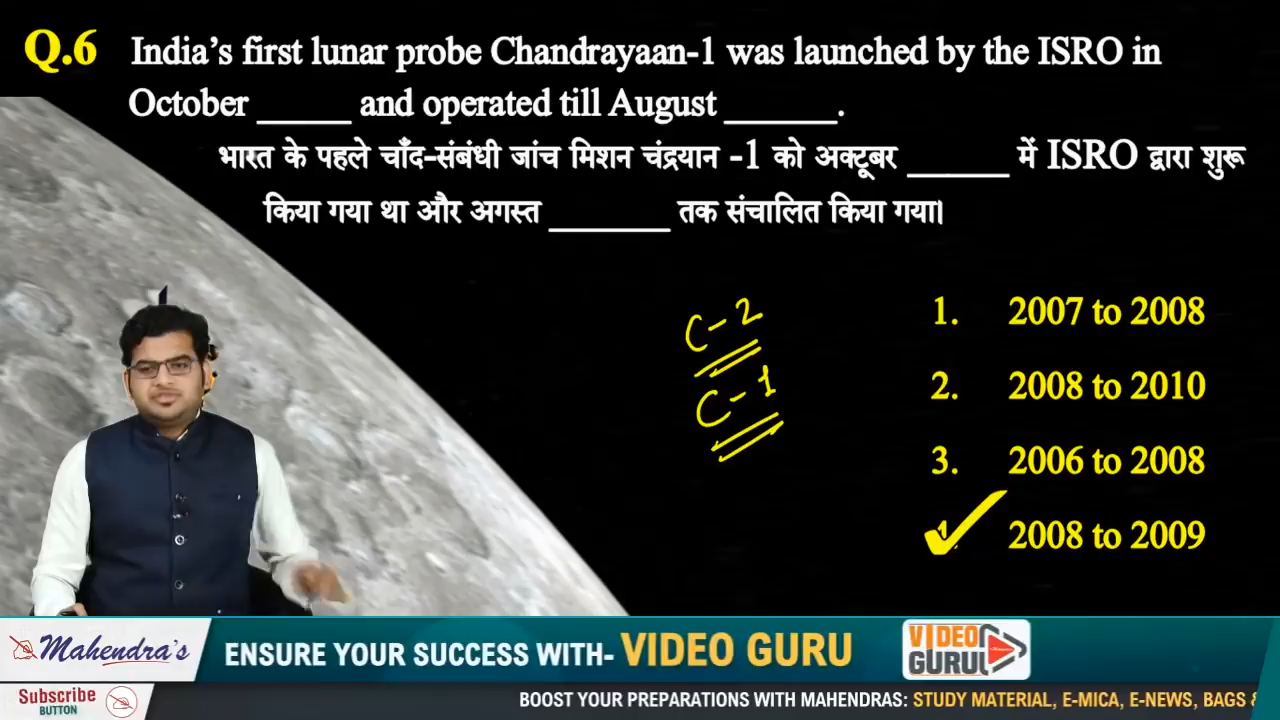 Q.6 India's first lunar probe Chandrayaan-1 was launched by the ISRO in
October _____ and operated till August ______.
भारत के पहले चाँद-संबंधी जांच मिशन चंद्रयान -1 को अक्टूबर ______ में ISRO द्वारा शुरू
किया गया था और अगस्त _______ तक संचालित किया गया।
C-2
C-1
1. 2007 to 2008
2. 2008 to 2010
3. 2006 to 2008
2008 to 2009
Mahendra's
ENSURE YOUR SUCCESS WITH- VIDEO GURU
VIDEO
GURU
Subscribe
BUTTON
BOOST YOUR PREPARATIONS WITH MAHENDRAS: STUDY MATERIAL, E-MICA, E-NEWS, BAGS &